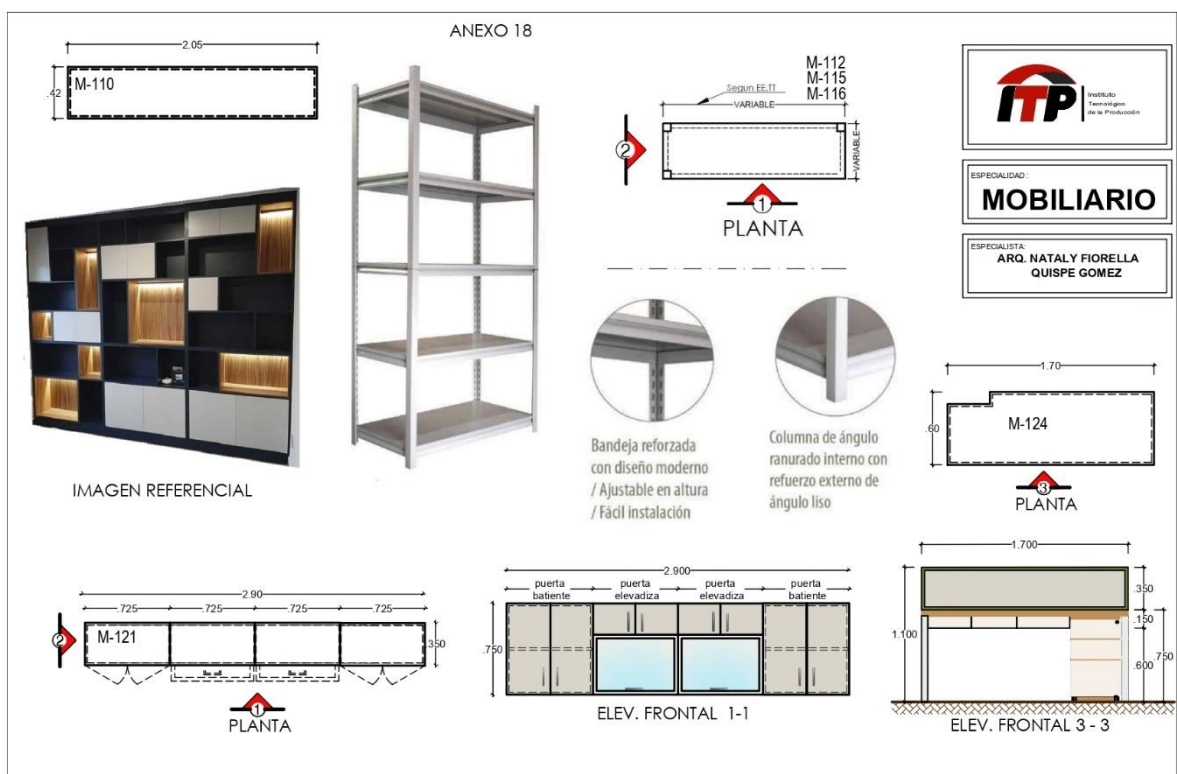 ANEXO 18
2.05
.42
M-110
IMAGEN REFERENCIAL
M-112
M-115
M-116
Segun EE.TT
VARIABLE
VARIABLE
2
1
PLANTA
Bandeja reforzada
con diseño moderno
/ Ajustable en altura
/ Fácil instalación
Columna de ángulo
ranurado interno con
refuerzo externo de
ángulo liso
ITP
Instituto
Tecnológico
de la Producción
ESPECIALIDAD:
MOBILIARIO
ESPECIALISTA:
ARQ. NATALY FIORELLA
QUISPE GOMEZ
1.70
.60
M-124
3
PLANTA
2.90
.725 .725 .725 .725
2
M-121
.350
1
PLANTA
2.900
puerta batiente
puerta elevadiza
puerta elevadiza
puerta batiente
.750
ELEV. FRONTAL 1-1
1.700
1.100
.350
.150
.600
.750
ELEV. FRONTAL 3 - 3